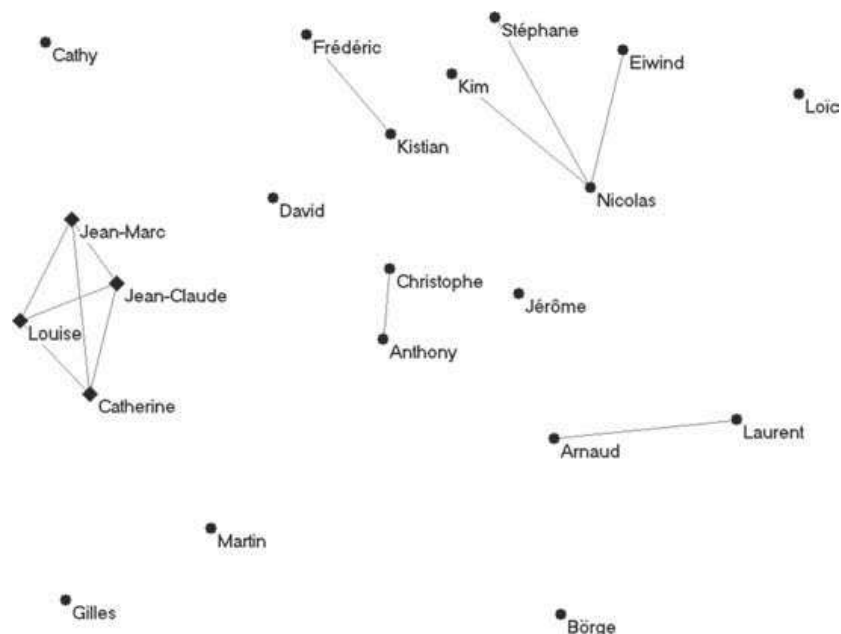 Stéphane
Frédéric
Cathy
Eiwind
Kim
Loïc
Kistian
Nicolas
David
Jean-Marc
Christophe
Jean-Claude
Jérôme
Louise
Anthony
Catherine
Laurent
Arnaud
Martin
Gilles
Börge